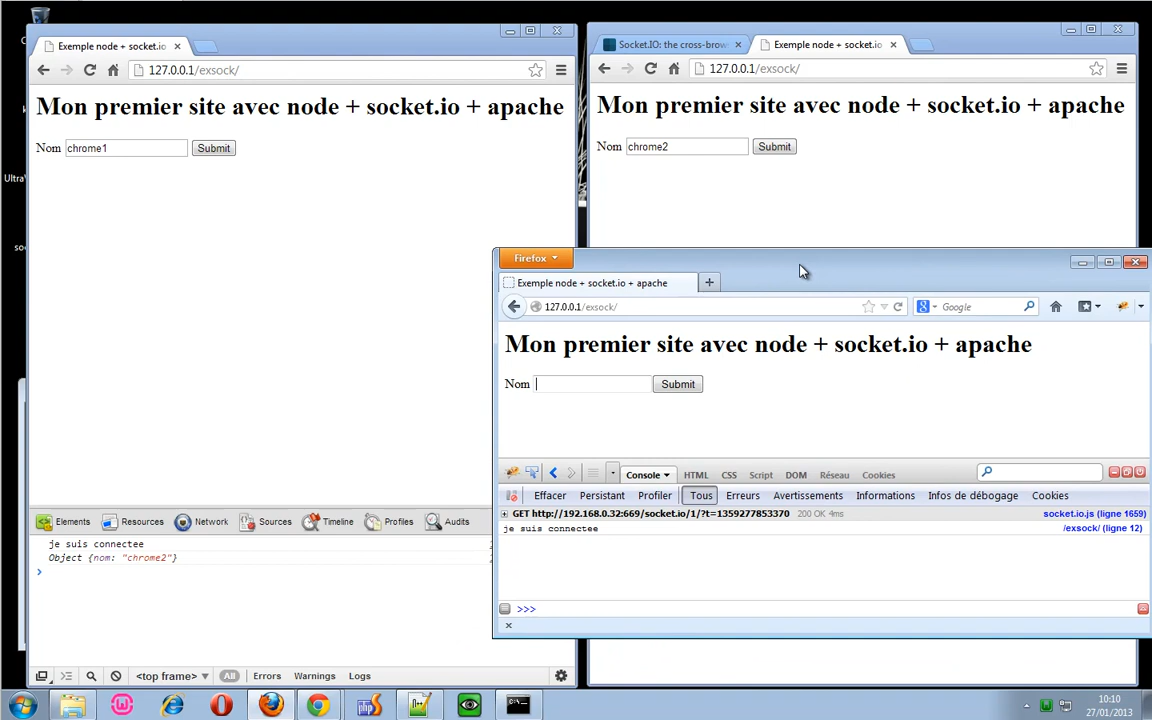 Exemple node + socket.io
127.0.0.1/exsock/
Mon premier site avec node + socket.io + apache
Nom chrome1 Submit
Elements Resources Network Sources Timeline Profiles Audits
je suis connectee
Object {nom: "chrome2"}
>
<top frame> All Errors Warnings Logs
Socket.IO: the cross-brow Exemple node + socket.io
127.0.0.1/exsock/
Mon premier site avec node + socket.io + apache
Nom chrome2 Submit
Firefox
Exemple node + socket.io + apache
127.0.0.1/exsock/ Google
Mon premier site avec node + socket.io + apache
Nom Submit
Console HTML CSS Script DOM Réseau Cookies
Effacer Persistant Profiler Tous Erreurs Avertissements Informations Infos de débogage Cookies
GET http://192.168.0.32:669/socket.io/1/?t=1359277853370 200 OK 4ms socket.io.js (ligne 1659)
je suis connectee /exsock/ (ligne 12)
>>>
10:10
27/01/2013